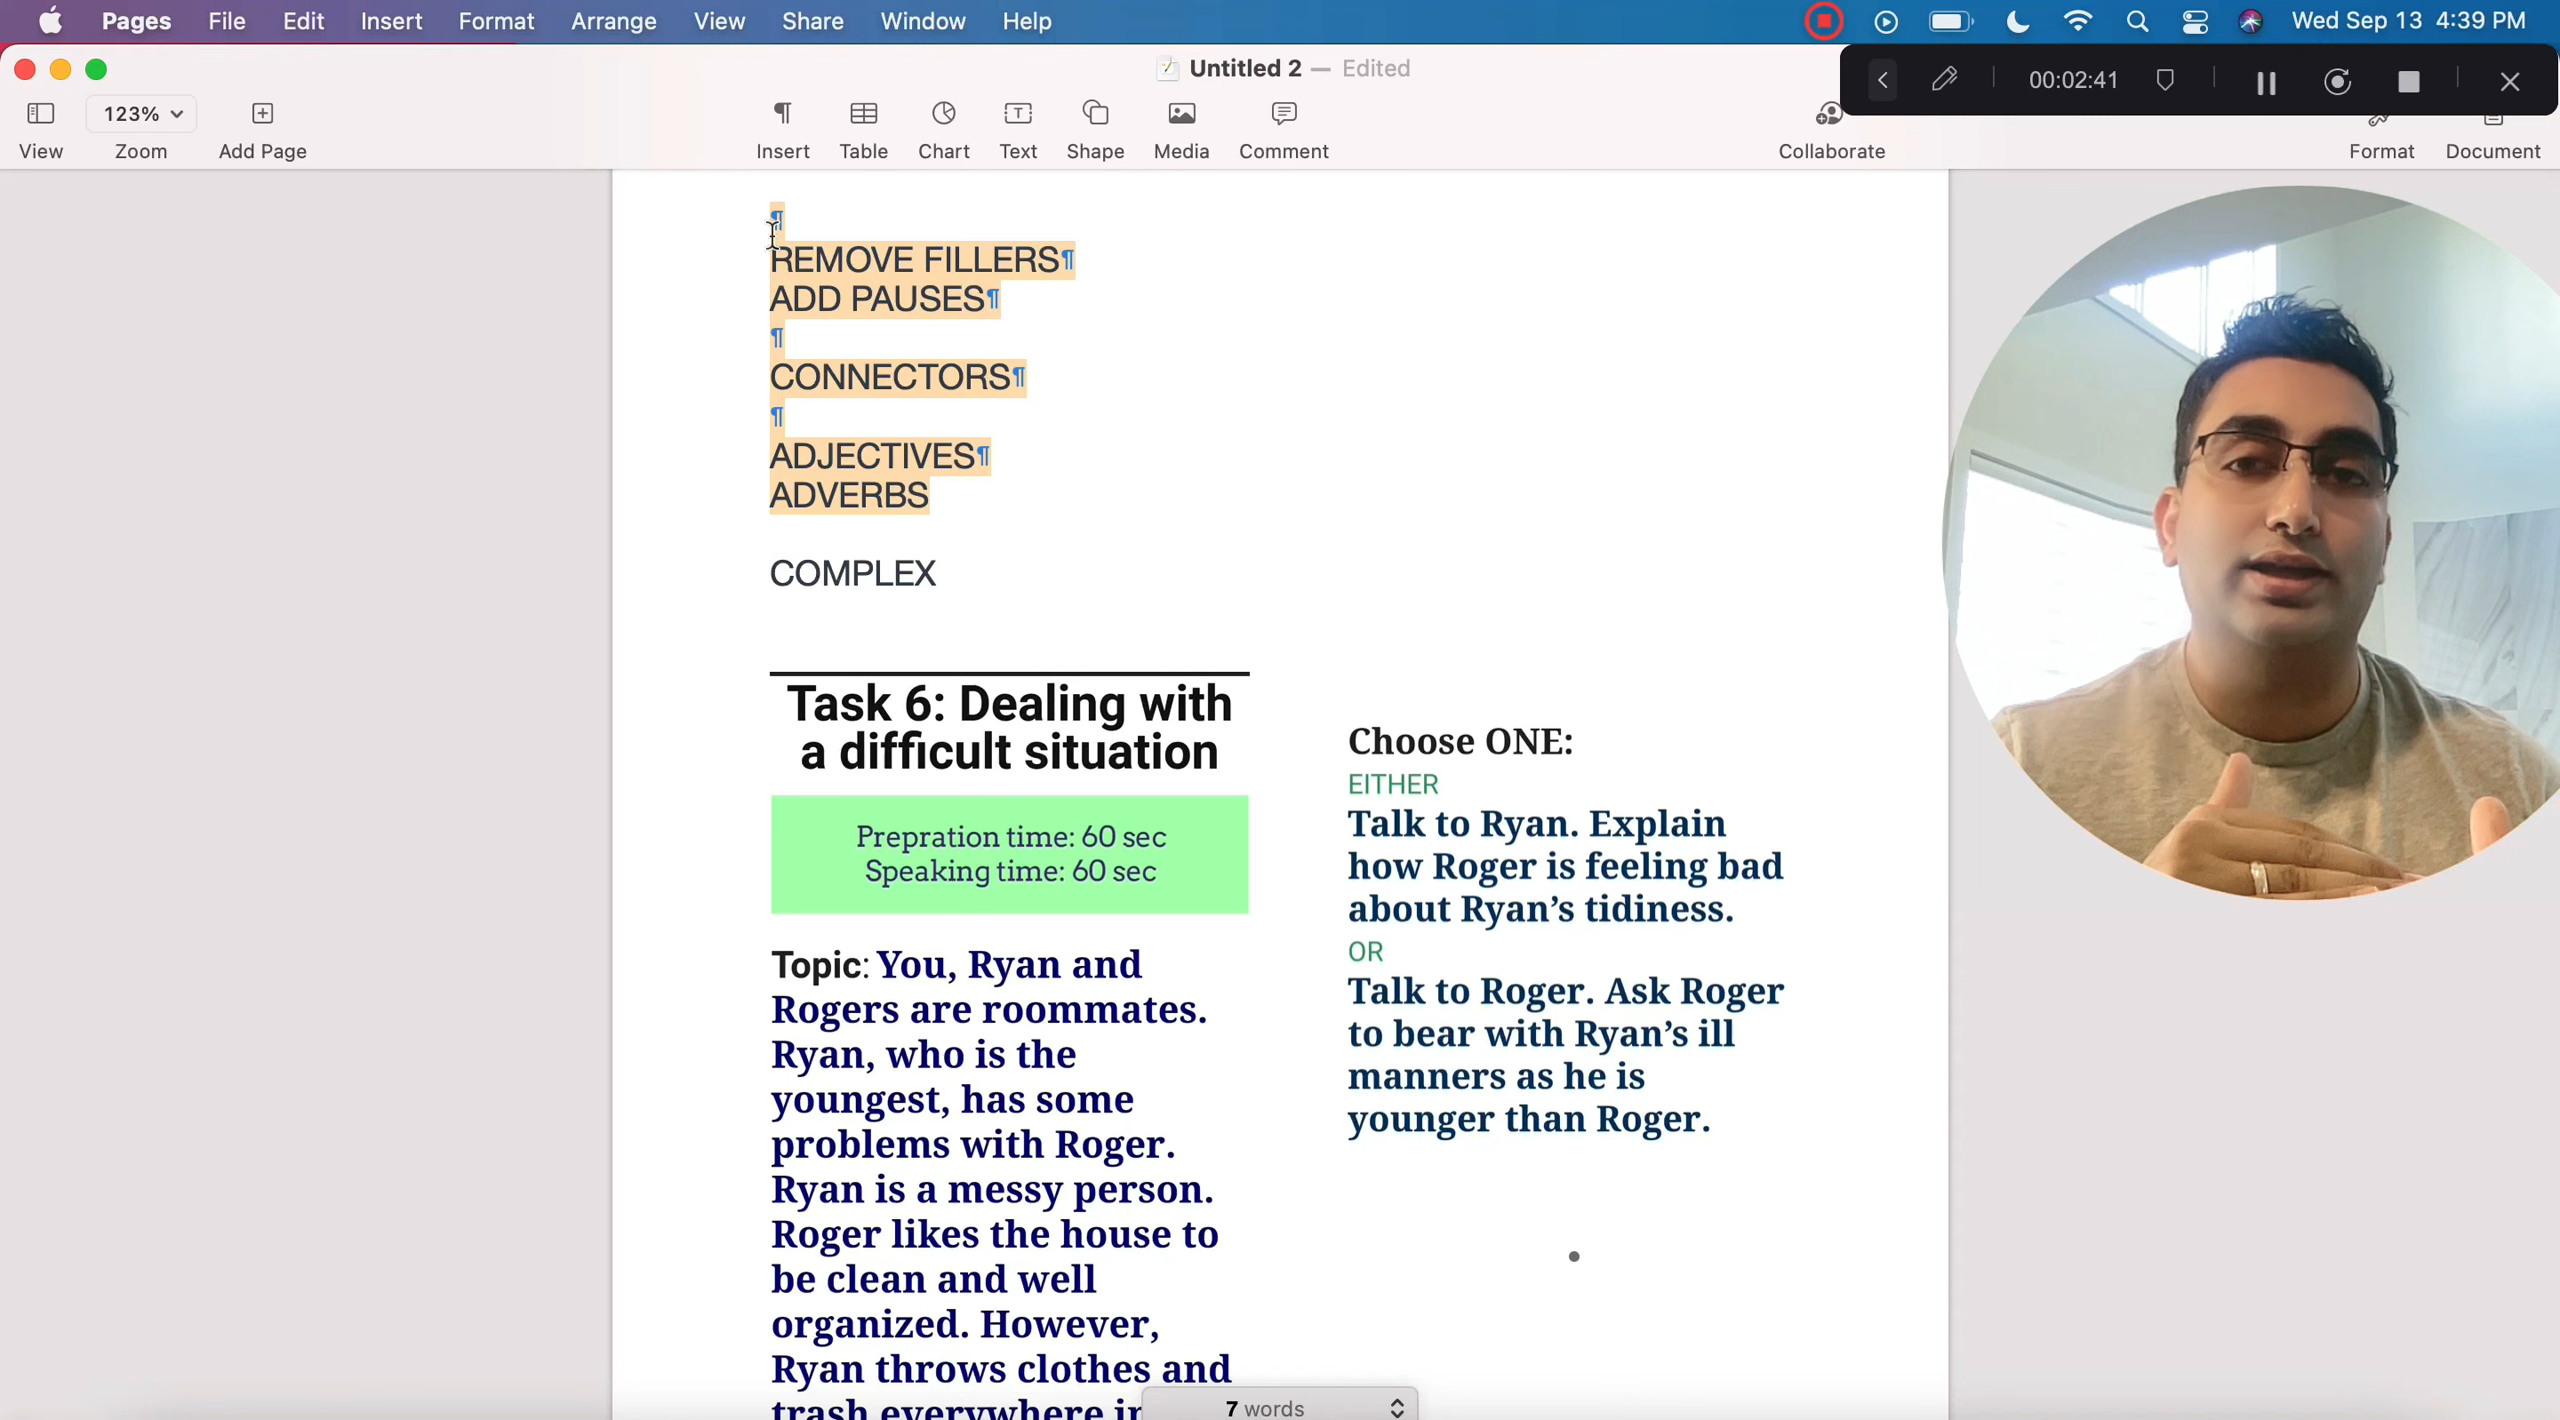 Pages File Edit Insert Format Arrange View Share Window Help Wed Sep 13 4:39 PM
Untitled 2 — Edited
00:02:41
123%
View Zoom Add Page Insert Table Chart Text Shape Media Comment Collaborate Format Document
¶
REMOVE FILLERS¶
ADD PAUSES¶
¶
CONNECTORS¶
¶
ADJECTIVES¶
ADVERBS
COMPLEX
Task 6: Dealing with
a difficult situation
Prepration time: 60 sec
Speaking time: 60 sec
Topic: You, Ryan and
Rogers are roommates.
Ryan, who is the
youngest, has some
problems with Roger.
Ryan is a messy person.
Roger likes the house to
be clean and well
organized. However,
Ryan throws clothes and
trash everywhere in
Choose ONE:
EITHER
Talk to Ryan. Explain
how Roger is feeling bad
about Ryan’s tidiness.
OR
Talk to Roger. Ask Roger
to bear with Ryan’s ill
manners as he is
younger than Roger.
7 words